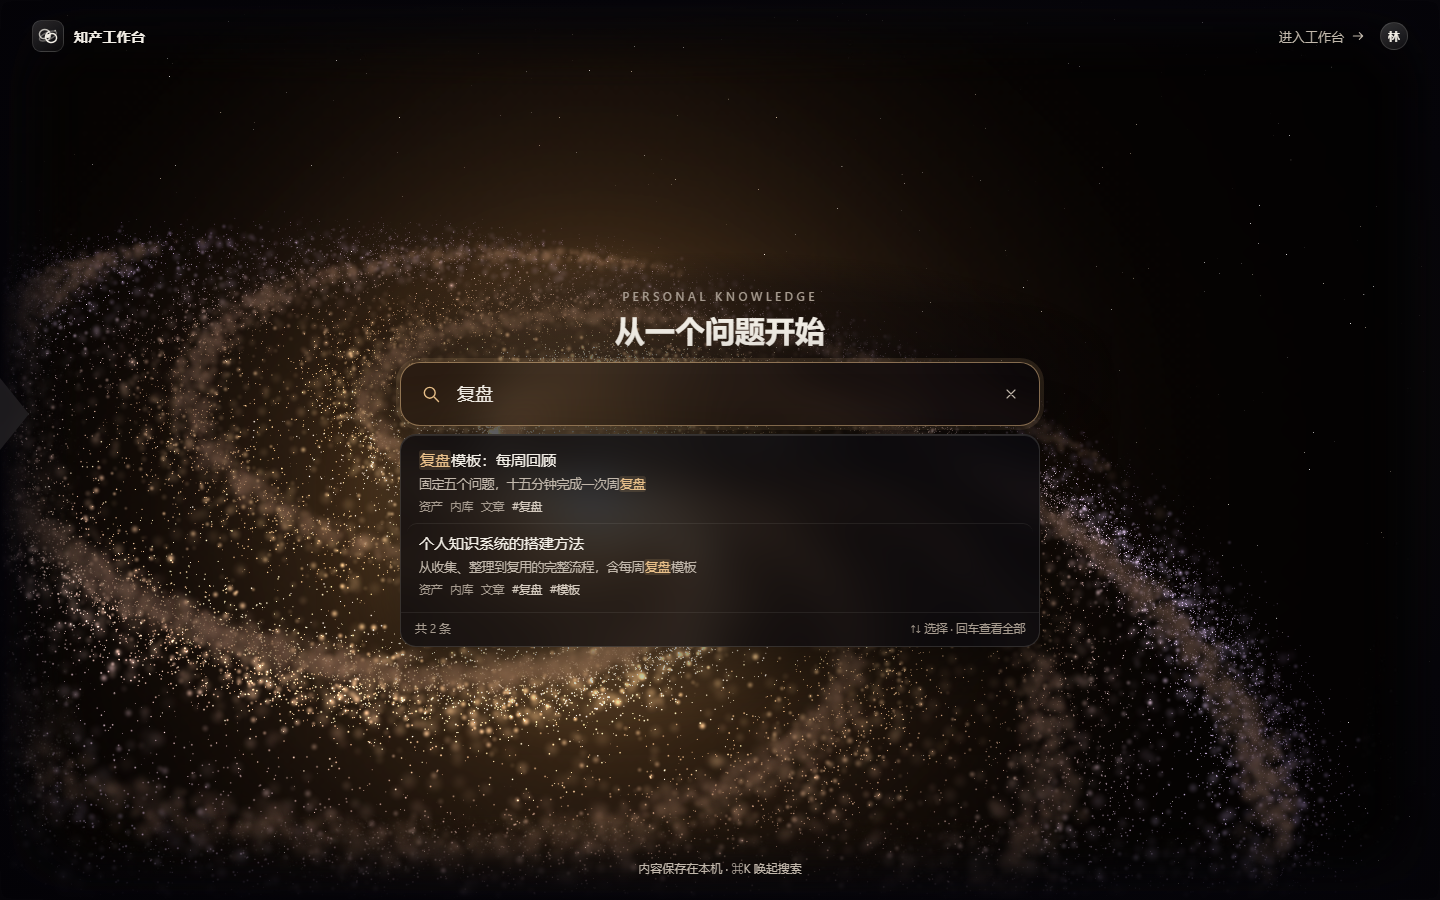 知产工作台
进入工作台 →
林
PERSONAL KNOWLEDGE
从一个问题开始
复盘
复盘模板：每周回顾
固定五个问题，十五分钟完成一次周复盘
资产 内库 文章 #复盘
个人知识系统的搭建方法
从收集、整理到复用的完整流程，含每周复盘模板
资产 内库 文章 #复盘 #模板
共 2 条
↑↓ 选择 · 回车查看全部
内容保存在本机 · ⌘K 唤起搜索